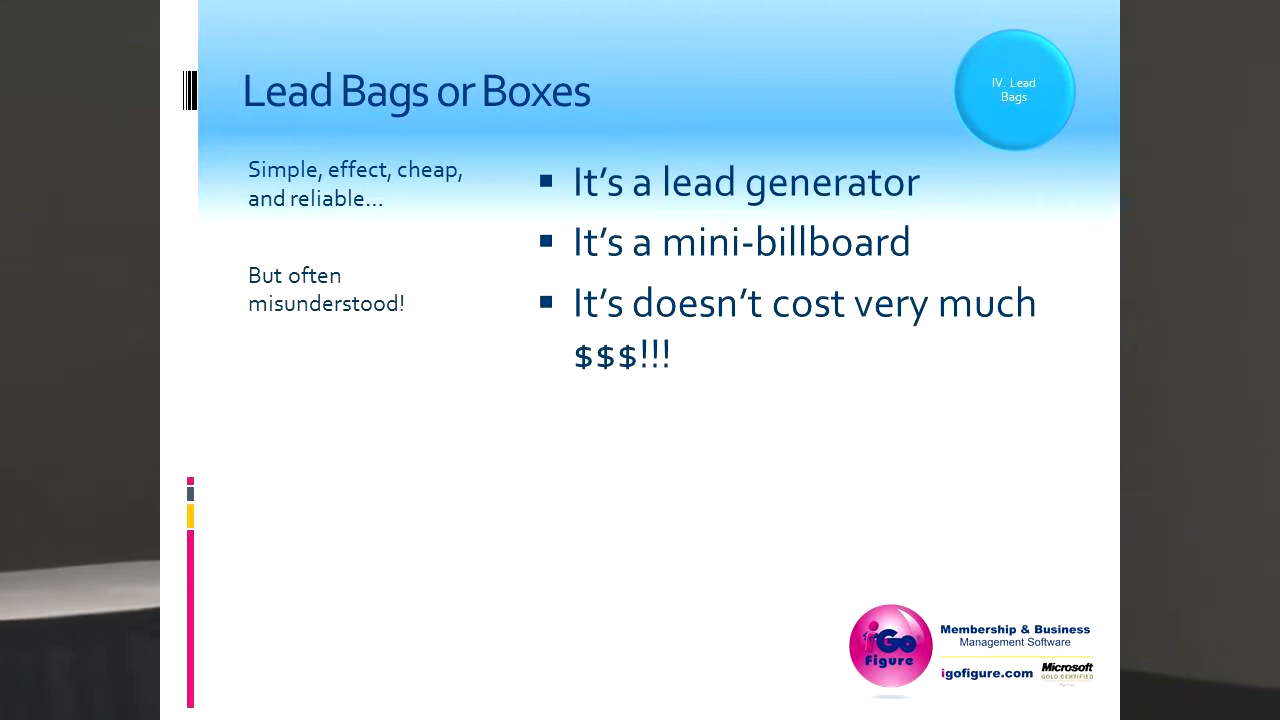 Lead Bags or Boxes
IV. Lead
Bags
Simple, effect, cheap,
and reliable...
But often
misunderstood!
▪ It’s a lead generator
▪ It’s a mini-billboard
▪ It’s doesn’t cost very much
$$$!!!
iGo
Figure
Membership & Business
Management Software
igofigure.com
Microsoft
GOLD CERTIFIED
Partner